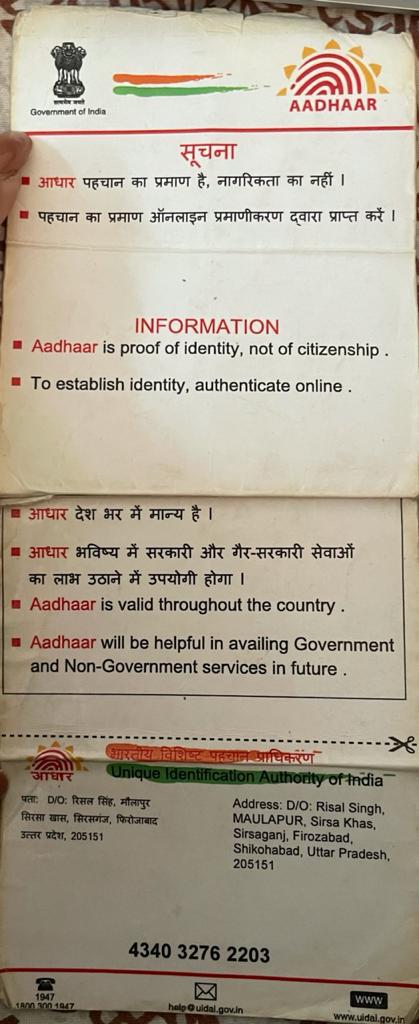 सत्यमेव जयते
Government of India
AADHAAR
सूचना
आधार पहचान का प्रमाण है, नागरिकता का नहीं ।
पहचान का प्रमाण ऑनलाइन प्रमाणीकरण द्वारा प्राप्त करें ।
INFORMATION
Aadhaar is proof of identity, not of citizenship .
To establish identity, authenticate online .
आधार देश भर में मान्य है ।
आधार भविष्य में सरकारी और गैर-सरकारी सेवाओं
का लाभ उठाने में उपयोगी होगा ।
Aadhaar is valid throughout the country .
Aadhaar will be helpful in availing Government
and Non-Government services in future .
भारतीय विशिष्ट पहचान प्राधिकरण
आधार
Unique Identification Authority of India
पता: D/O: रिसल सिंह, मौलापुर
सिरसा खास, सिरसगंज, फिरोजाबाद
उत्तर प्रदेश, 205151
Address: D/O: Risal Singh,
MAULAPUR, Sirsa Khas,
Sirsaganj, Firozabad,
Shikohabad, Uttar Pradesh,
205151
4340 3276 2203
1947
1800 300 1947
help@uidai.gov.in
WWW
www.uidai.gov.in